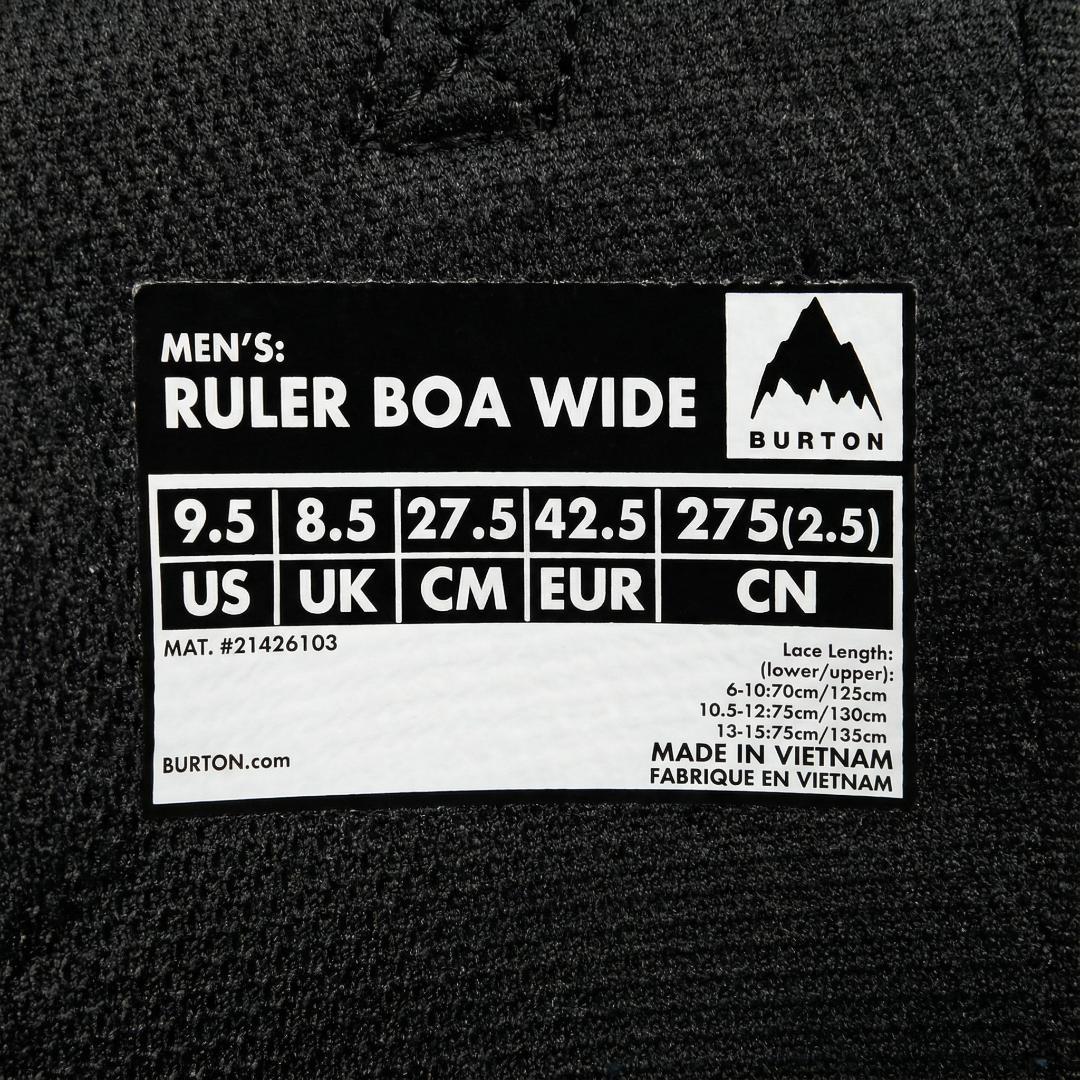 MEN'S:
RULER BOA WIDE
BURTON
9.5 8.5 27.5 42.5 275(2.5)
US UK CM EUR CN
MAT. #21426103
Lace Length:
(lower/upper):
6-10:70cm/125cm
10.5-12:75cm/130cm
13-15:75cm/135cm
BURTON.com
MADE IN VIETNAM
FABRIQUE EN VIETNAM